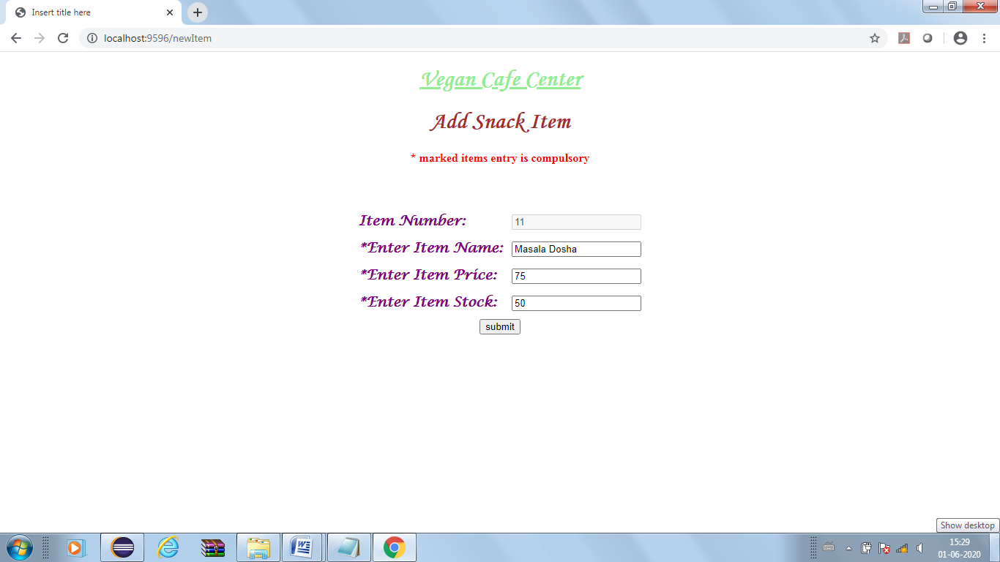 Insert title here
localhost:9596/newItem
Vegan Cafe Center
Add Snack Item
* marked items entry is compulsory
Item Number: 11
*Enter Item Name: Masala Dosha
*Enter Item Price: 75
*Enter Item Stock: 50
submit
Show desktop
15:29
01-06-2020